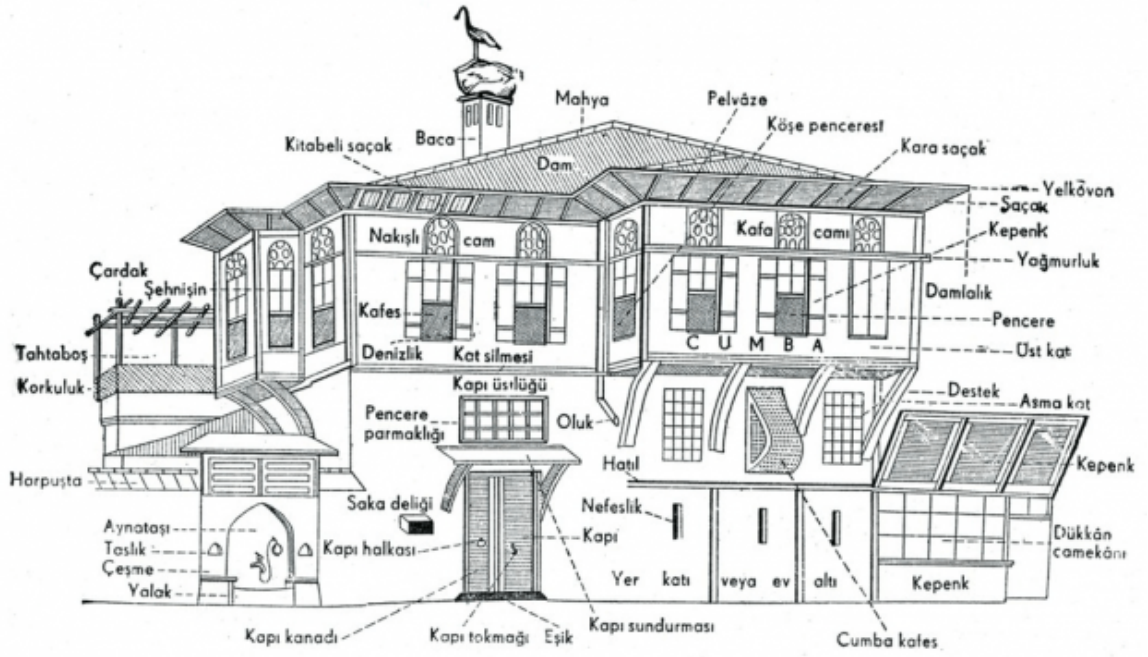 Mahya
Pelvâze
Köşe penceresi
Baca
Kitabeli saçak
Kara saçak
Dam
Yelkovan
Saçak
Nakışlı cam
Kafa camı
Kepenk
Yağmurluk
Çardak
Şehnişin
Damlalık
Kafes
Pencere
Tahtaboş
Denizlik
Kat silmesi
C U M B A
Üst kat
Korkuluk
Kapı üstlüğü
Destek
Asma kat
Pencere
parmaklığı
Oluk
Harpuşta
Hatıl
Kepenk
Saka deliği
Nefeslik
Aynataşı
Kapı halkası
Kapı
Dükkân
camekânı
Taslık
Çeşme
Yer katı veya ev altı
Kepenk
Yalak
Kapı kanadı
Kapı tokmağı
Eşik
Kapı sundurması
Cumba kafes